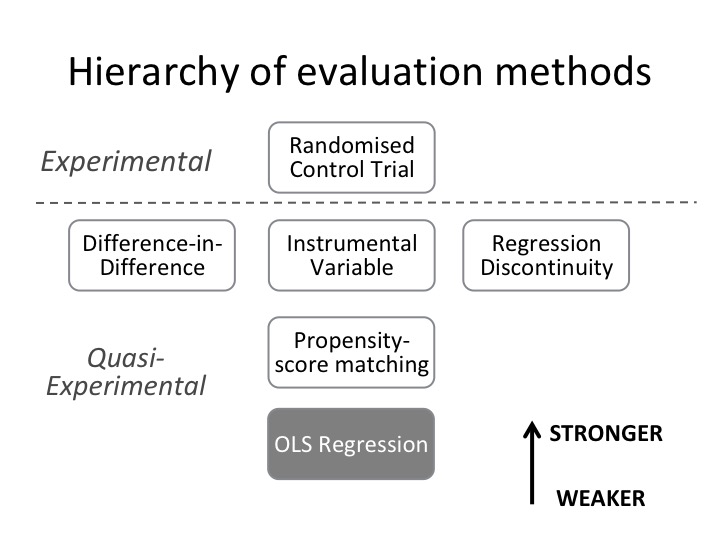 Hierarchy of evaluation methods
Experimental
Randomised
Control Trial
Difference-in-
Difference
Instrumental
Variable
Regression
Discontinuity
Propensity-
score matching
Quasi-
Experimental
OLS Regression
STRONGER
WEAKER